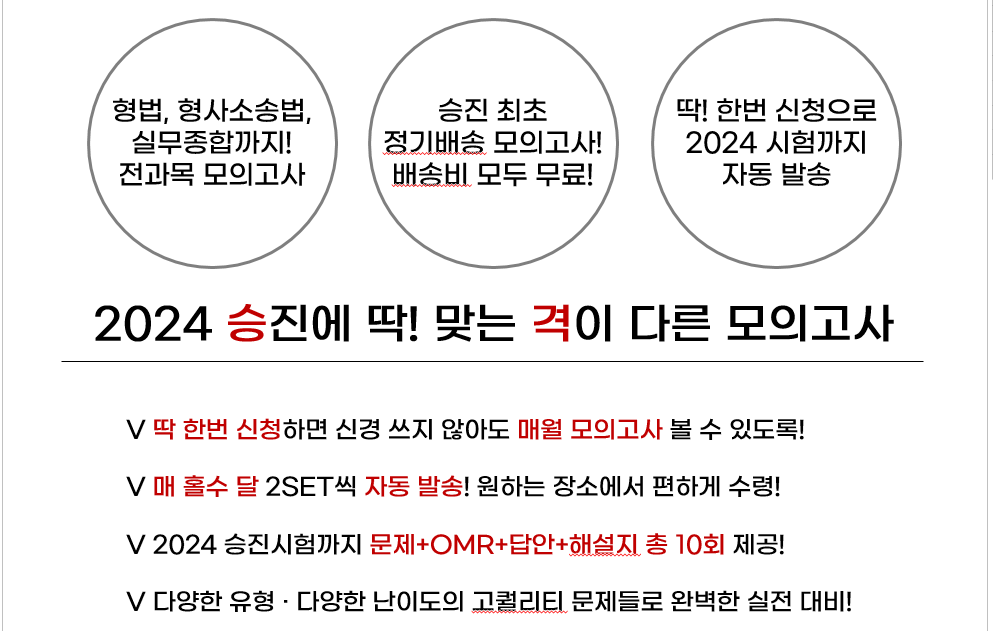 형법, 형사소송법,
실무종합까지!
전과목 모의고사
승진 최초
정기배송 모의고사!
배송비 모두 무료!
딱! 한번 신청으로
2024 시험까지
자동 발송
2024 승진에 딱! 맞는 격이 다른 모의고사
V 딱 한번 신청하면 신경 쓰지 않아도 매월 모의고사 볼 수 있도록!
V 매 홀수 달 2SET씩 자동 발송! 원하는 장소에서 편하게 수령!
V 2024 승진시험까지 문제+OMR+답안+해설지 총 10회 제공!
V 다양한 유형 · 다양한 난이도의 고퀄리티 문제들로 완벽한 실전 대비!